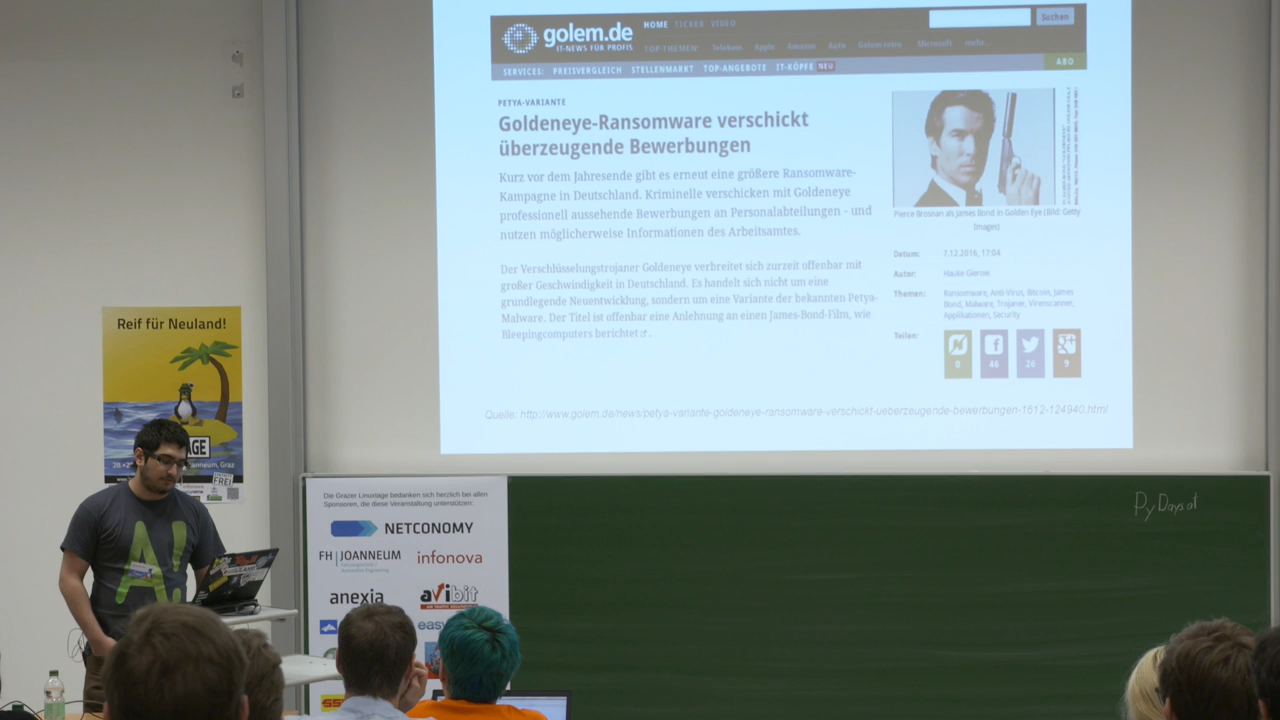 golem.de
IT-NEWS FÜR PROFIS
HOME TICKER VIDEO
Suchen
TOP-THEMEN: Telekom Apple Amazon Auto Golem retro Microsoft mehr...
SERVICES: PREISVERGLEICH STELLENMARKT TOP-ANGEBOTE IT-KÖPFE NEU
ABO
PETYA-VARIANTE
Goldeneye-Ransomware verschickt
überzeugende Bewerbungen
Kurz vor dem Jahresende gibt es erneut eine größere Ransomware-
Kampagne in Deutschland. Kriminelle verschicken mit Goldeneye
professionell aussehende Bewerbungen an Personalabteilungen - und
nutzen möglicherweise Informationen des Arbeitsamtes.
Der Verschlüsselungstrojaner Goldeneye verbreitet sich zurzeit offenbar mit
großer Geschwindigkeit in Deutschland. Es handelt sich nicht um eine
grundlegende Neuentwicklung, sondern um eine Variante der bekannten Petya-
Malware. Der Titel ist offenbar eine Anlehnung an einen James-Bond-Film, wie
Bleepingcomputers berichtet.
Pierce Brosnan als James Bond in Golden Eye (Bild: Getty
Images)
Datum: 7.12.2016, 17:04
Autor: Hauke Gierow
Themen: Ransomware, Anti-Virus, Bitcoin, James
Bond, Malware, Trojaner, Virenscanner,
Applikationen, Security
Teilen:
0 46 26 9
Quelle: http://www.golem.de/news/petya-variante-goldeneye-ransomware-verschickt-ueberzeugende-bewerbungen-1612-124940.html
Reif für Neuland!
AGE
anneum, Graz
FREI
A!
Die Grazer Linuxtage bedanken sich herzlich bei allen
Sponsoren, die diese Veranstaltung unterstützen:
NETCONOMY
FH JOANNEUM
infonova
anexia
avibit
easy
PyDays.at